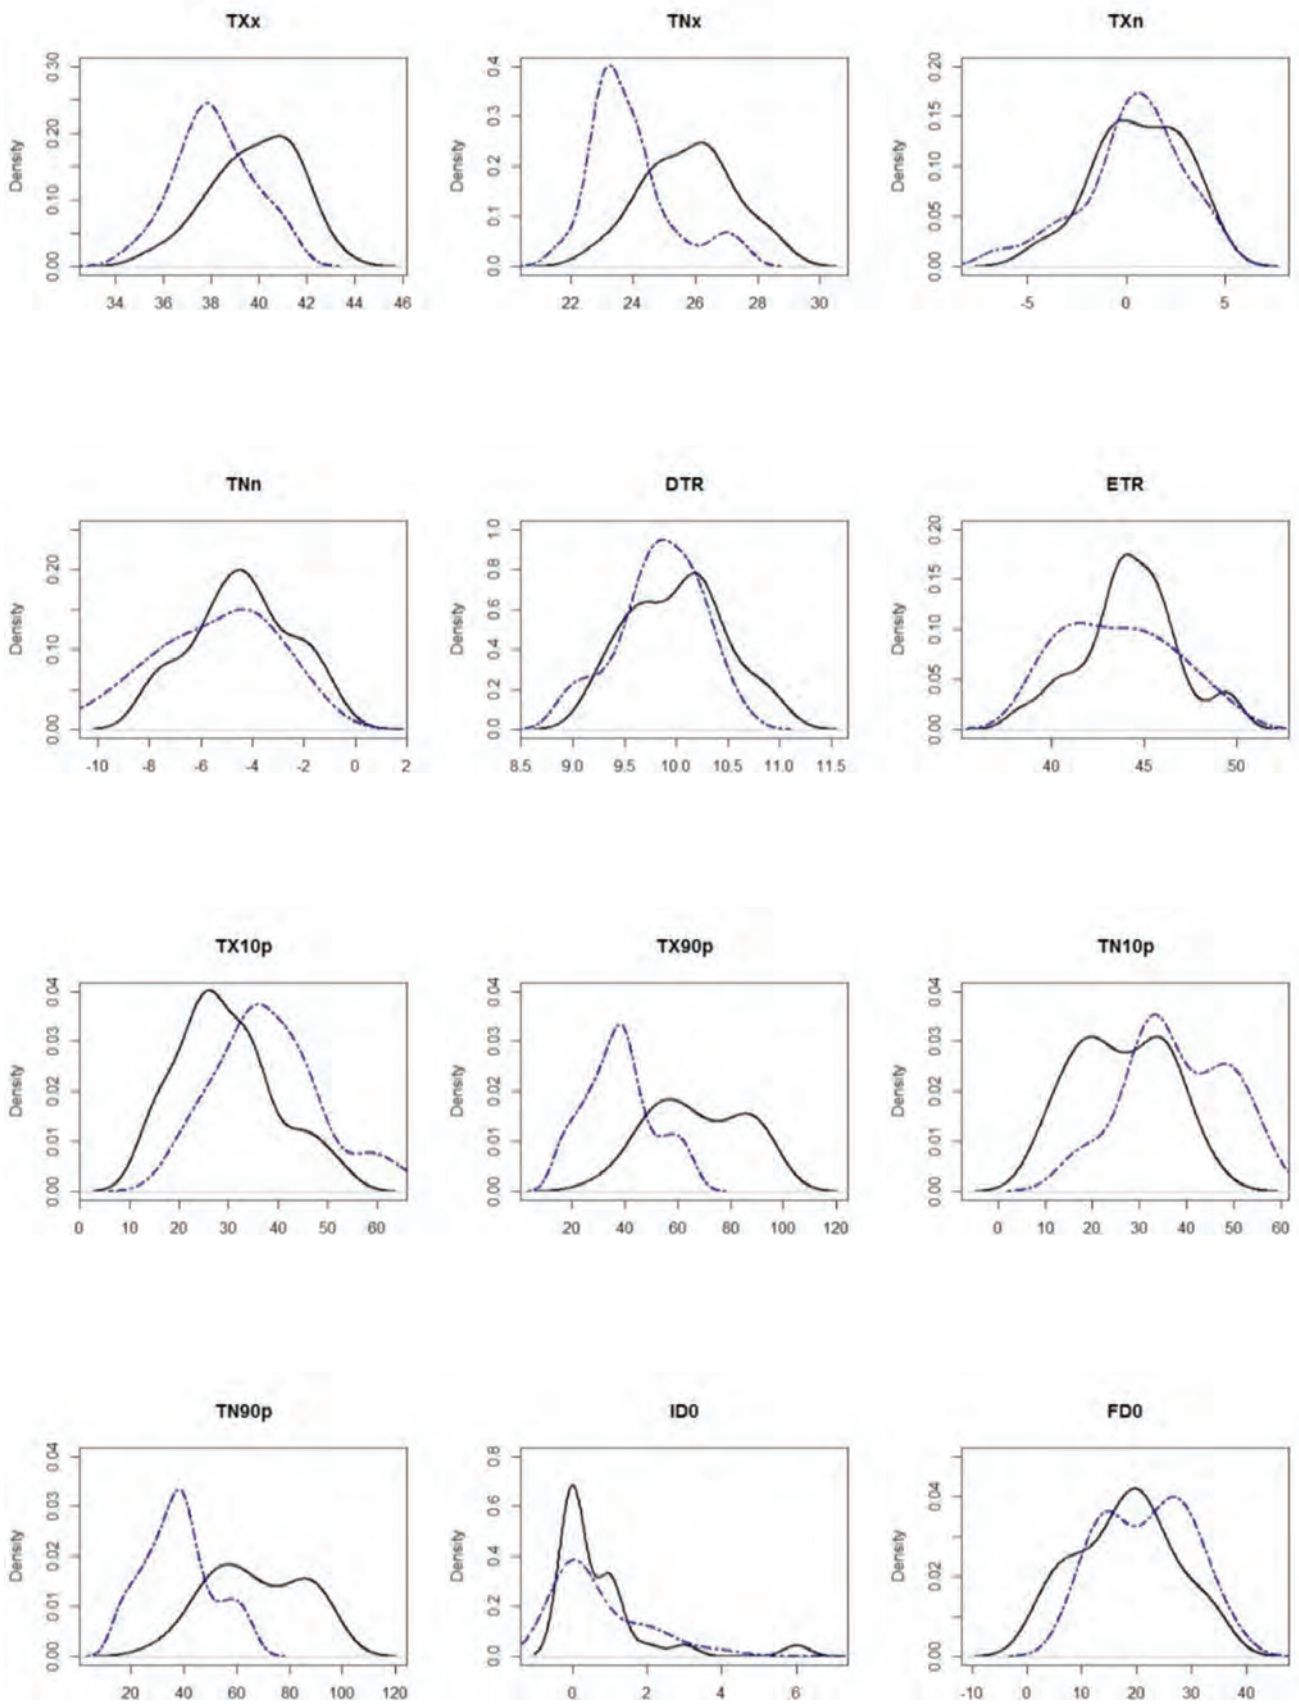 TXx TNx TXn
Density 0.00 0.10 0.20 0.30
34 36 38 40 42 44 46
Density 0.0 0.1 0.2 0.3 0.4
22 24 26 28 30
Density 0.00 0.05 0.10 0.15 0.20
-5 0 5
TNn DTR ETR
Density 0.00 0.10 0.20
-10 -8 -6 -4 -2 0 2
Density 0.0 0.2 0.4 0.6 0.8 1.0
8.5 9.0 9.5 10.0 10.5 11.0 11.5
Density 0.00 0.05 0.10 0.15 0.20
40 45 50
TX10p TX90p TN10p
Density 0.00 0.01 0.02 0.03 0.04
0 10 20 30 40 50 60
Density 0.00 0.01 0.02 0.03 0.04
20 40 60 80 100 120
Density 0.00 0.01 0.02 0.03 0.04
0 10 20 30 40 50 60
TN90p ID0 FD0
Density 0.00 0.01 0.02 0.03 0.04
20 40 60 80 100 120
Density 0.0 0.2 0.4 0.6 0.8
0 2 4 6
Density 0.00 0.02 0.04
-10 0 10 20 30 40